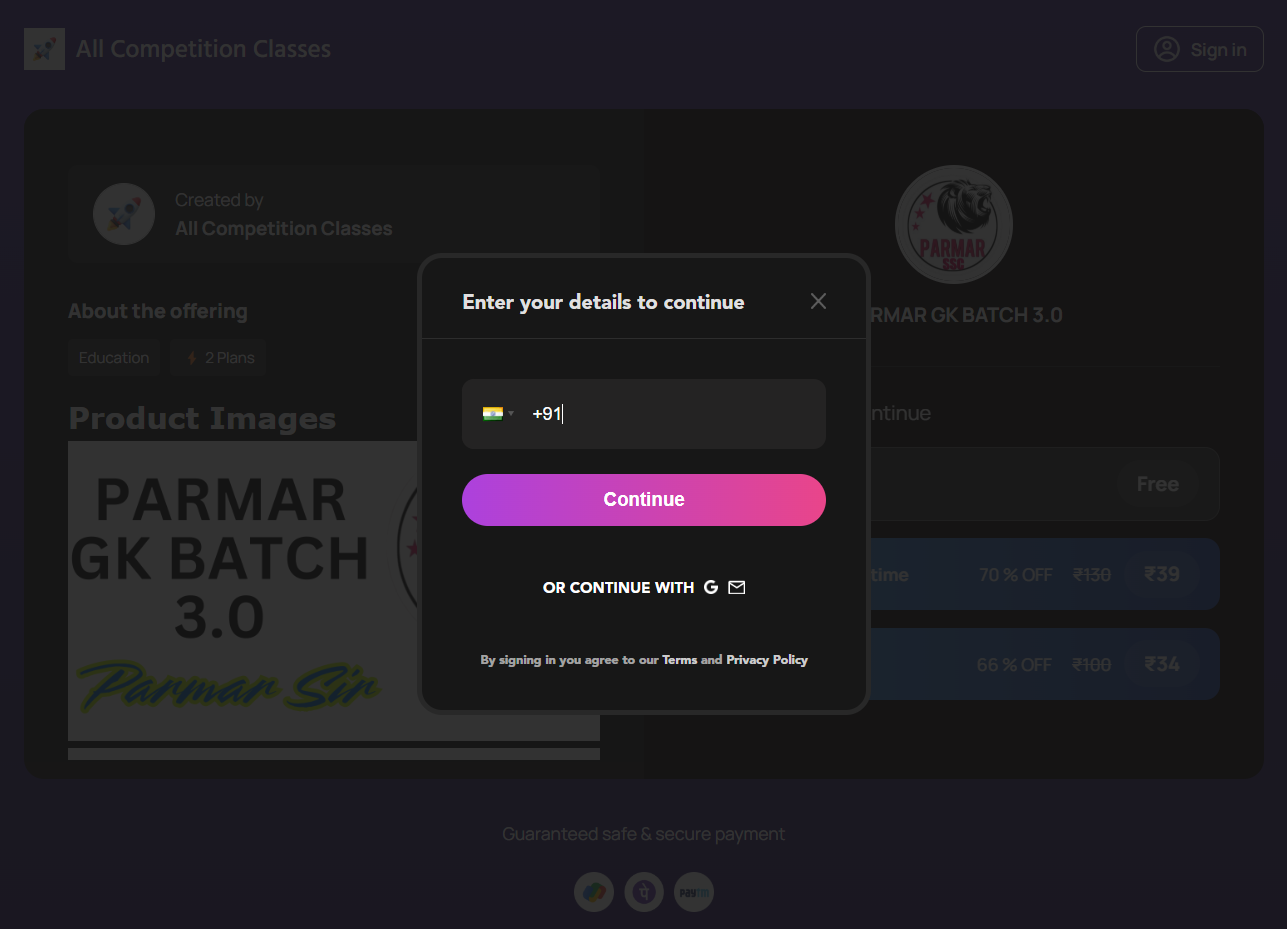 All Competition Classes
Sign in
Created by
All Competition Classes
About the offering
Education
2 Plans
Product Images
PARMAR
GK BATCH
3.0
Parmar Sir
PARMAR
SSC
RMAR GK BATCH 3.0
ntinue
Free
time
70 % OFF
₹130
₹39
66 % OFF
₹100
₹34
Enter your details to continue
+91
Continue
OR CONTINUE WITH G
By signing in you agree to our Terms and Privacy Policy
Guaranteed safe & secure payment
पे
paytm